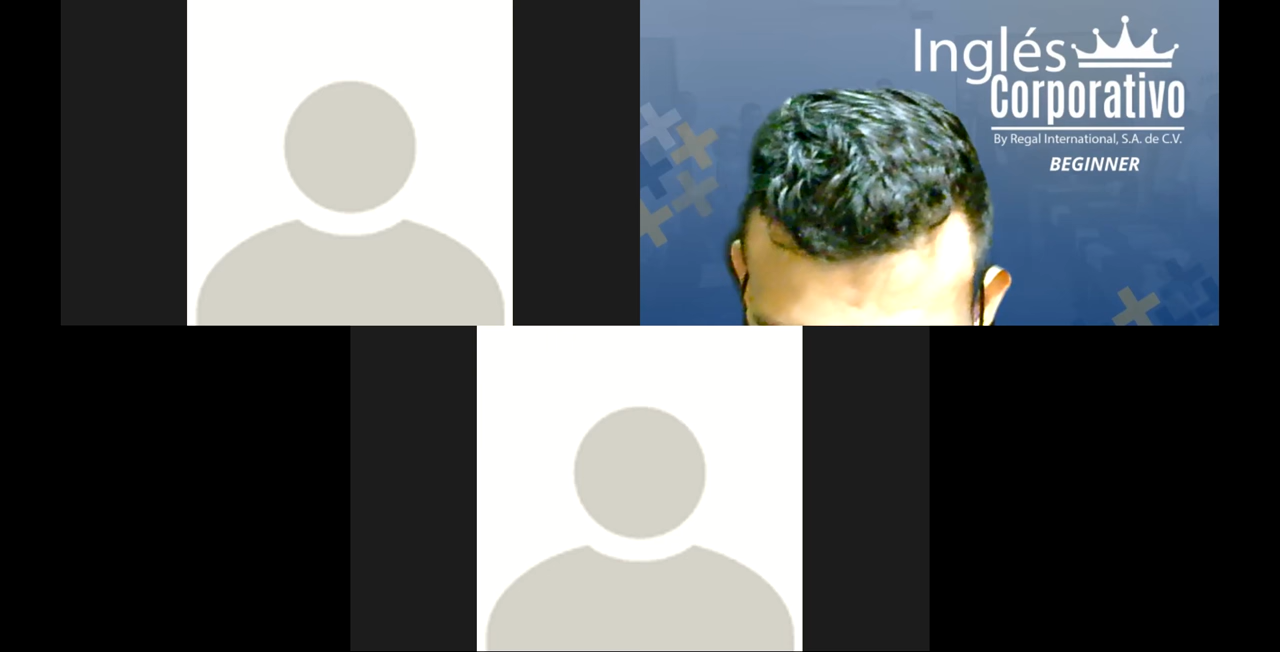 Inglés
Corporativo
By Regal International, S.A. de C.V.
BEGINNER